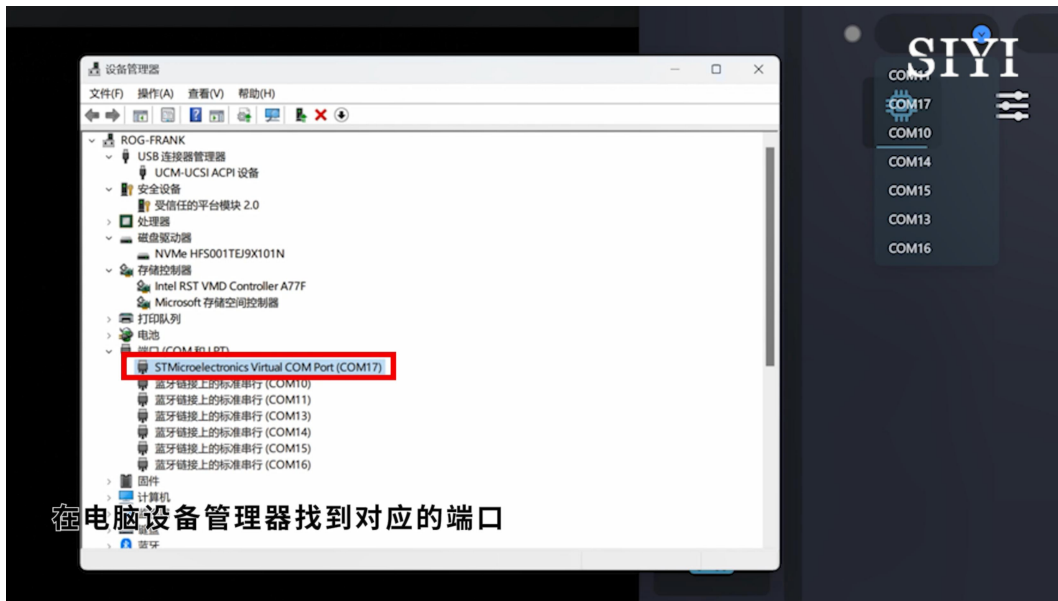 设备管理器
文件(F) 操作(A) 查看(V) 帮助(H)
ROG-FRANK
USB 连接器管理器
UCM-UCSI ACPI 设备
安全设备
受信任的平台模块 2.0
处理器
磁盘驱动器
NVMe HFS001TEJ9X101N
存储控制器
Intel RST VMD Controller A77F
Microsoft 存储空间控制器
打印队列
电池
端口 (COM 和 LPT)
STMicroelectronics Virtual COM Port (COM17)
蓝牙链接上的标准串行 (COM10)
蓝牙链接上的标准串行 (COM11)
蓝牙链接上的标准串行 (COM13)
蓝牙链接上的标准串行 (COM14)
蓝牙链接上的标准串行 (COM15)
蓝牙链接上的标准串行 (COM16)
固件
计算机
蓝牙
在电脑设备管理器找到对应的端口
SIYI
COM11
COM17
COM10
COM14
COM15
COM13
COM16